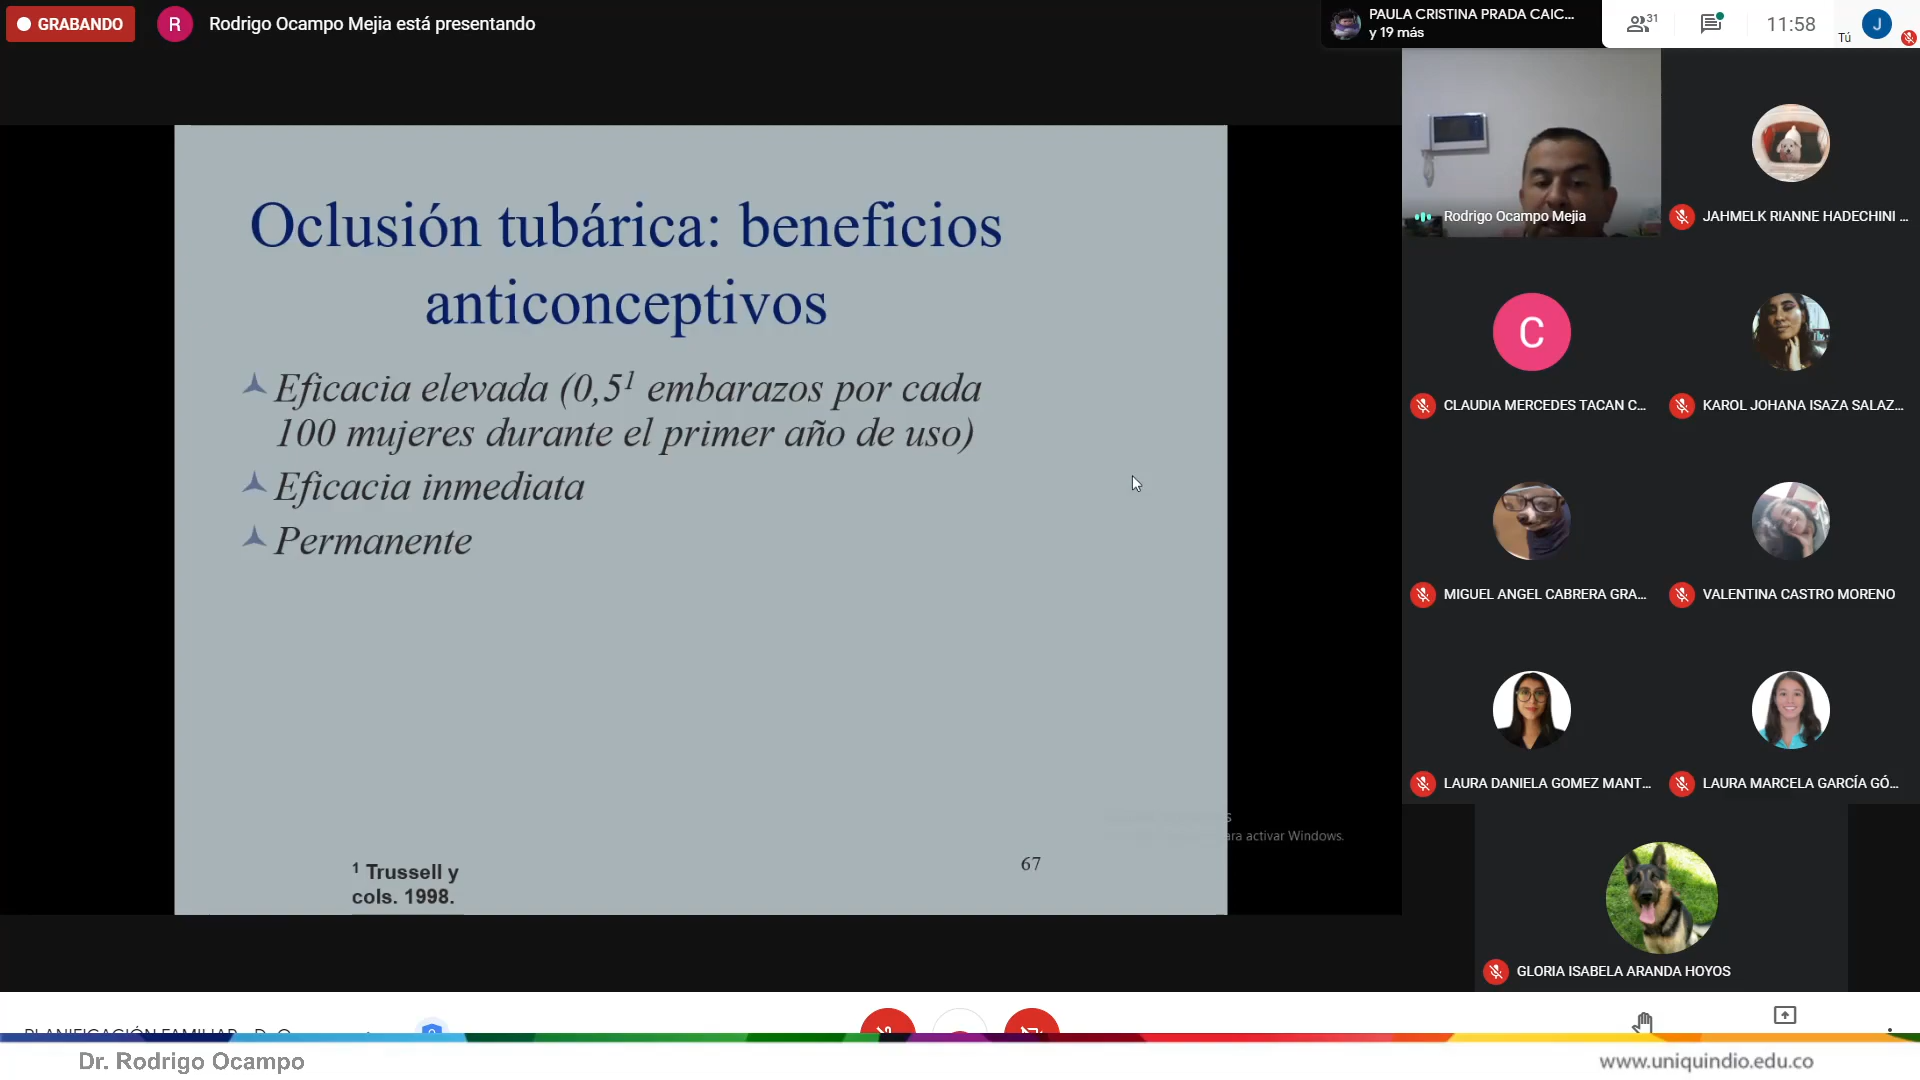 GRABANDO
R
Rodrigo Ocampo Mejia está presentando
PAULA CRISTINA PRADA CAIC...
y 19 más
31
11:58
Tú
J
Oclusión tubárica: beneficios
anticonceptivos
Eficacia elevada (0,5¹ embarazos por cada
100 mujeres durante el primer año de uso)
Eficacia inmediata
Permanente
¹ Trussell y
cols. 1998.
67
para activar Windows.
Rodrigo Ocampo Mejia
JAHMELK RIANNE HADECHINI ...
C
CLAUDIA MERCEDES TACAN C...
KAROL JOHANA ISAZA SALAZ...
MIGUEL ANGEL CABRERA GRA...
VALENTINA CASTRO MORENO
LAURA DANIELA GOMEZ MANT...
LAURA MARCELA GARCÍA GÓ...
GLORIA ISABELA ARANDA HOYOS
PLANIFICACIÓN FAMILIAR
Dr. Rodrigo Ocampo
www.uniquindio.edu.co